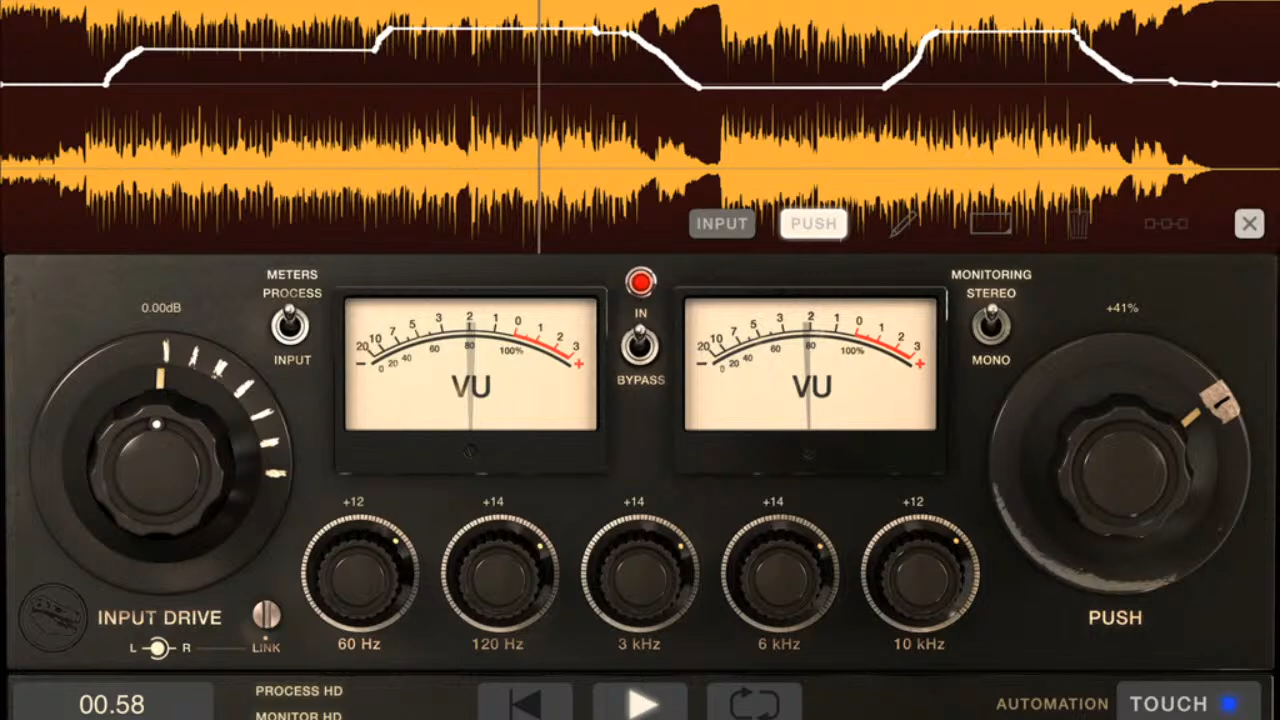 INPUT PUSH
METERS
PROCESS
INPUT
0.00dB
20 10 7 5 3 2 1 0 1 2 3
− 0 20 40 60 80 100% +
VU
IN
BYPASS
20 10 7 5 3 2 1 0 1 2 3
− 0 20 40 60 80 100% +
VU
MONITORING
STEREO
MONO
+41%
+12 +14 +14 +14 +12
60 Hz 120 Hz 3 kHz 6 kHz 10 kHz
INPUT DRIVE
L R LINK
PUSH
00.58
PROCESS HD
MONITOR HD
AUTOMATION TOUCH